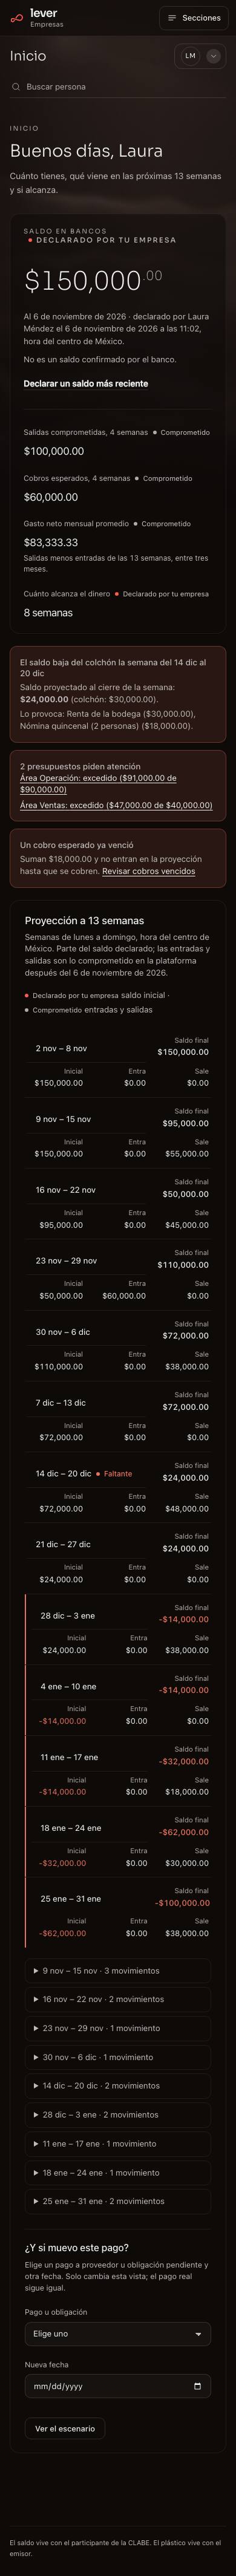 1ever
Empresas
Secciones
Inicio
LM
Buscar persona
INICIO
Buenos días, Laura
Cuánto tienes, qué viene en las próximas 13 semanas
y si alcanza.
SALDO EN BANCOS
DECLARADO POR TU EMPRESA
$150,000.00
Al 6 de noviembre de 2026 · declarado por Laura
Méndez el 6 de noviembre de 2026 a las 11:02,
hora del centro de México.
No es un saldo confirmado por el banco.
Declarar un saldo más reciente
Salidas comprometidas, 4 semanas Comprometido
$100,000.00
Cobros esperados, 4 semanas Comprometido
$60,000.00
Gasto neto mensual promedio Comprometido
$83,333.33
Salidas menos entradas de las 13 semanas, entre tres
meses.
Cuánto alcanza el dinero Declarado por tu empresa
8 semanas
El saldo baja del colchón la semana del 14 dic al
20 dic
Saldo proyectado al cierre de la semana:
$24,000.00 (colchón: $30,000.00).
Lo provoca: Renta de la bodega ($30,000.00),
Nómina quincenal (2 personas) ($18,000.00).
2 presupuestos piden atención
Área Operación: excedido ($91,000.00 de
$90,000.00)
Área Ventas: excedido ($47,000.00 de $40,000.00)
Un cobro esperado ya venció
Suman $18,000.00 y no entran en la proyección
hasta que se cobren. Revisar cobros vencidos
Proyección a 13 semanas
Semanas de lunes a domingo, hora del centro de
México. Parte del saldo declarado; las entradas y
salidas son lo comprometido en la plataforma
después del 6 de noviembre de 2026.
Declarado por tu empresa saldo inicial ·
Comprometido entradas y salidas
Saldo final
2 nov – 8 nov $150,000.00
Inicial Entra Sale
$150,000.00 $0.00 $0.00
Saldo final
9 nov – 15 nov $95,000.00
Inicial Entra Sale
$150,000.00 $0.00 $55,000.00
Saldo final
16 nov – 22 nov $50,000.00
Inicial Entra Sale
$95,000.00 $0.00 $45,000.00
Saldo final
23 nov – 29 nov $110,000.00
Inicial Entra Sale
$50,000.00 $60,000.00 $0.00
Saldo final
30 nov – 6 dic $72,000.00
Inicial Entra Sale
$110,000.00 $0.00 $38,000.00
Saldo final
7 dic – 13 dic $72,000.00
Inicial Entra Sale
$72,000.00 $0.00 $0.00
Saldo final
14 dic – 20 dic Faltante $24,000.00
Inicial Entra Sale
$72,000.00 $0.00 $48,000.00
Saldo final
21 dic – 27 dic $24,000.00
Inicial Entra Sale
$24,000.00 $0.00 $0.00
Saldo final
28 dic – 3 ene -$14,000.00
Inicial Entra Sale
$24,000.00 $0.00 $38,000.00
Saldo final
4 ene – 10 ene -$14,000.00
Inicial Entra Sale
-$14,000.00 $0.00 $0.00
Saldo final
11 ene – 17 ene -$32,000.00
Inicial Entra Sale
-$14,000.00 $0.00 $18,000.00
Saldo final
18 ene – 24 ene -$62,000.00
Inicial Entra Sale
-$32,000.00 $0.00 $30,000.00
Saldo final
25 ene – 31 ene -$100,000.00
Inicial Entra Sale
-$62,000.00 $0.00 $38,000.00
9 nov – 15 nov · 3 movimientos
16 nov – 22 nov · 2 movimientos
23 nov – 29 nov · 1 movimiento
30 nov – 6 dic · 1 movimiento
14 dic – 20 dic · 2 movimientos
28 dic – 3 ene · 2 movimientos
11 ene – 17 ene · 1 movimiento
18 ene – 24 ene · 1 movimiento
25 ene – 31 ene · 2 movimientos
¿Y si muevo este pago?
Elige un pago a proveedor u obligación pendiente y
otra fecha. Solo cambia esta vista; el pago real
sigue igual.
Pago u obligación
Elige uno
Nueva fecha
mm/dd/yyyy
Ver el escenario
El saldo vive con el participante de la CLABE. El plástico vive con el
emisor.